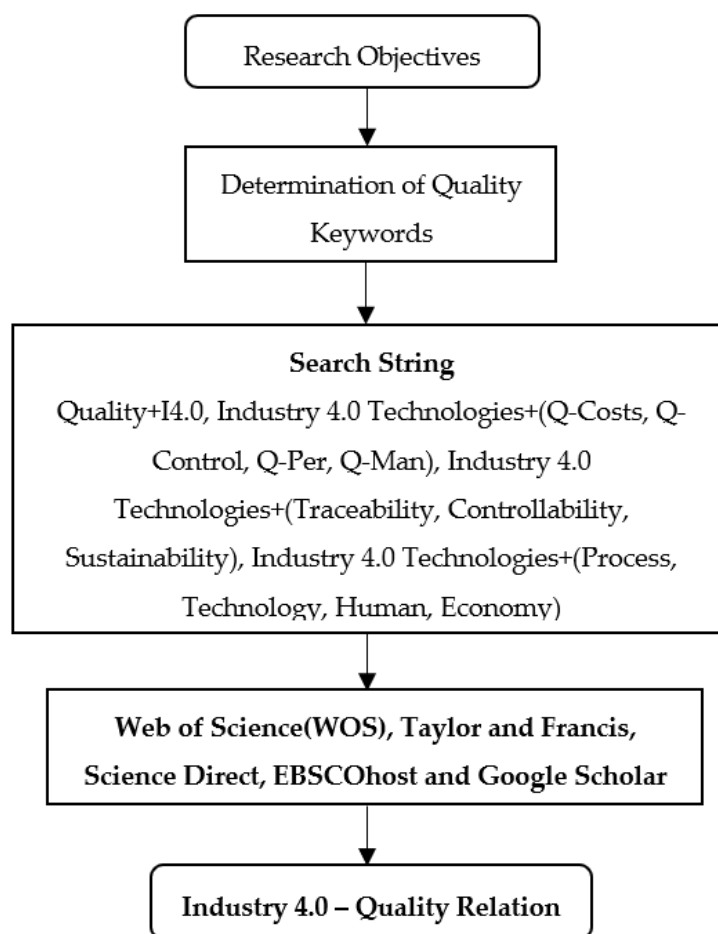 Research Objectives
Determination of Quality
Keywords
Search String
Quality+I4.0, Industry 4.0 Technologies+(Q-Costs, Q-
Control, Q-Per, Q-Man), Industry 4.0
Technologies+(Traceability, Controllability,
Sustainability), Industry 4.0 Technologies+(Process,
Technology, Human, Economy)
Web of Science(WOS), Taylor and Francis,
Science Direct, EBSCOhost and Google Scholar
Industry 4.0 – Quality Relation